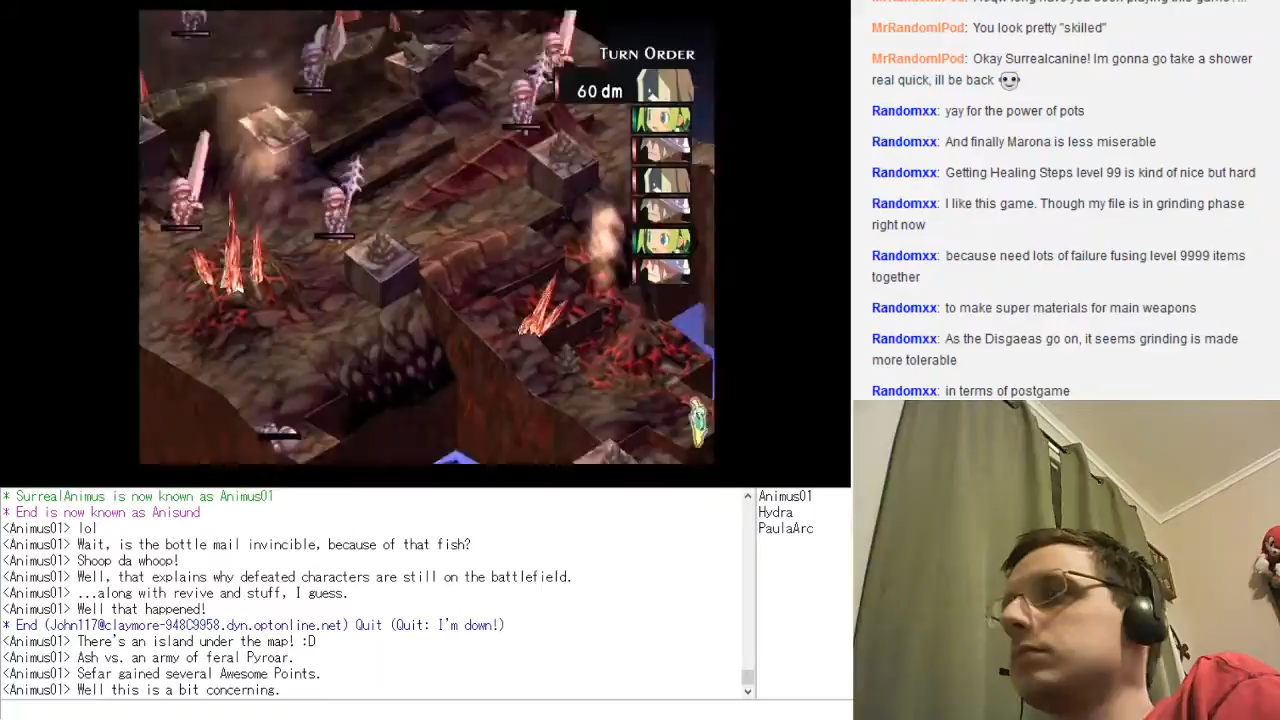 TURN ORDER
60 dm
MrRandomIPod: You look pretty "skilled"
MrRandomIPod: Okay Surrealcanine! Im gonna go take a shower
real quick, ill be back
Randomxx: yay for the power of pots
Randomxx: And finally Marona is less miserable
Randomxx: Getting Healing Steps level 99 is kind of nice but hard
Randomxx: I like this game. Though my file is in grinding phase
right now
Randomxx: because need lots of failure fusing level 9999 items
together
Randomxx: to make super materials for main weapons
Randomxx: As the Disgaeas go on, it seems grinding is made
more tolerable
Randomxx: in terms of postgame
* SurrealAnimus is now known as Animus01
* End is now known as Anisund
<Animus01> lol
<Animus01> Wait, is the bottle mail invincible, because of that fish?
<Animus01> Shoop da whoop!
<Animus01> Well, that explains why defeated characters are still on the battlefield.
<Animus01> ...along with revive and stuff, I guess.
<Animus01> Well that happened!
* End (John117@claymore-948C9958.dyn.optonline.net) Quit (Quit: I'm down!)
<Animus01> There's an island under the map! :D
<Animus01> Ash vs. an army of feral Pyroar.
<Animus01> Sefar gained several Awesome Points.
<Animus01> Well this is a bit concerning.
Animus01
Hydra
PaulaArc